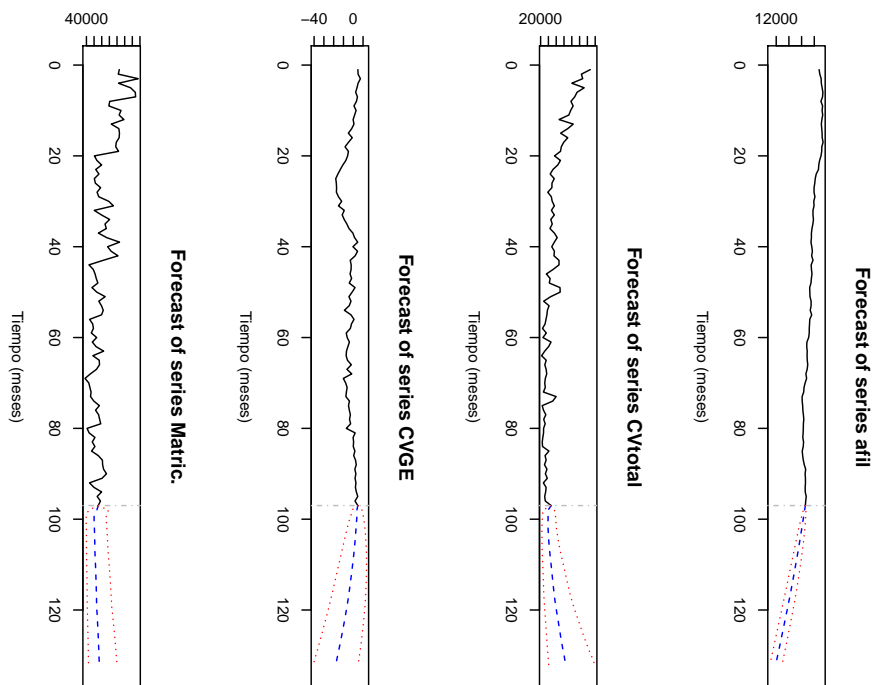 Forecast of series afil
12000
0 20 40 60 80 100 120
Tiempo (meses)
Forecast of series CVtotal
20000
0 20 40 60 80 100 120
Tiempo (meses)
Forecast of series CVGE
−40 0
0 20 40 60 80 100 120
Tiempo (meses)
Forecast of series Matric.
40000
0 20 40 60 80 100 120
Tiempo (meses)